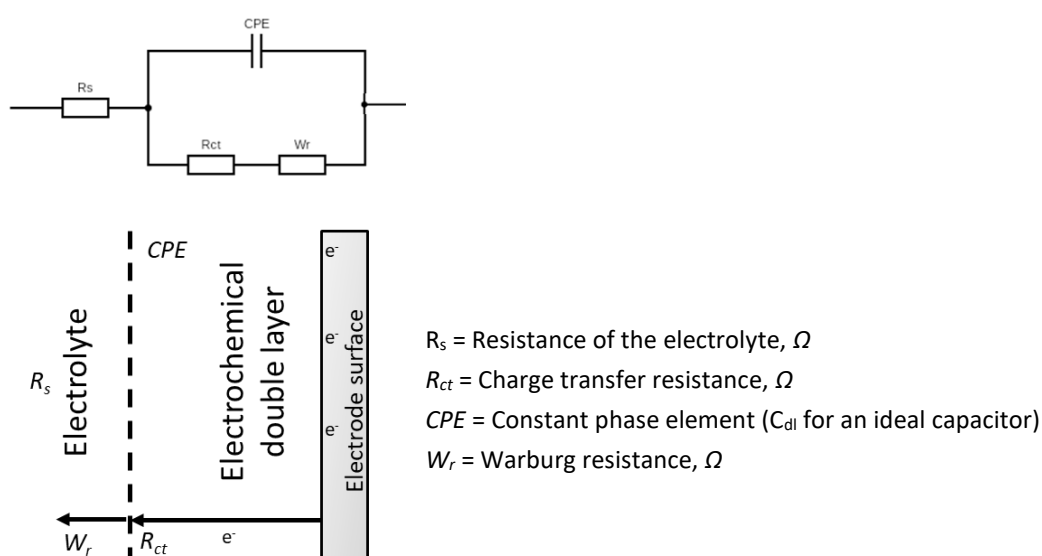 CPE
Rs
Rct
Wr
CPE
Rs
Electrolyte
Electrochemical
double layer
e-
e-
e-
Electrode surface
Wr
Rct
e-
Rs = Resistance of the electrolyte, Ω
Rct = Charge transfer resistance, Ω
CPE = Constant phase element (Cdl for an ideal capacitor)
Wr = Warburg resistance, Ω